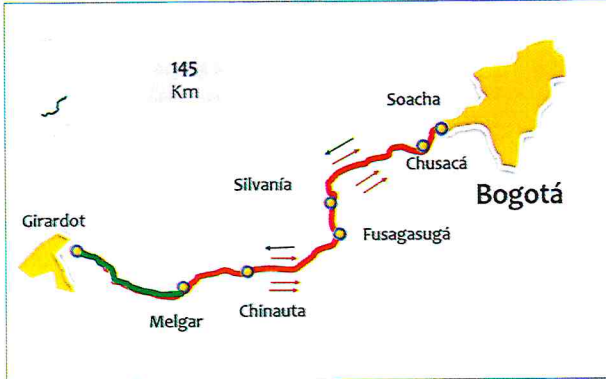 145
Km
Soacha
Chusacá
Bogotá
Silvanía
Fusagasugá
Girardot
Chinauta
Melgar